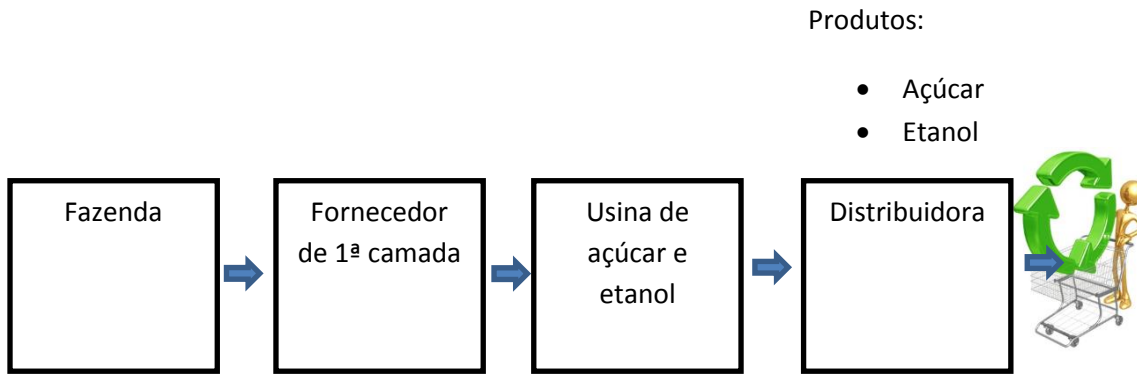 Produtos:
• Açúcar
• Etanol
Fazenda
Fornecedor
de 1ª camada
Usina de
açúcar e
etanol
Distribuidora